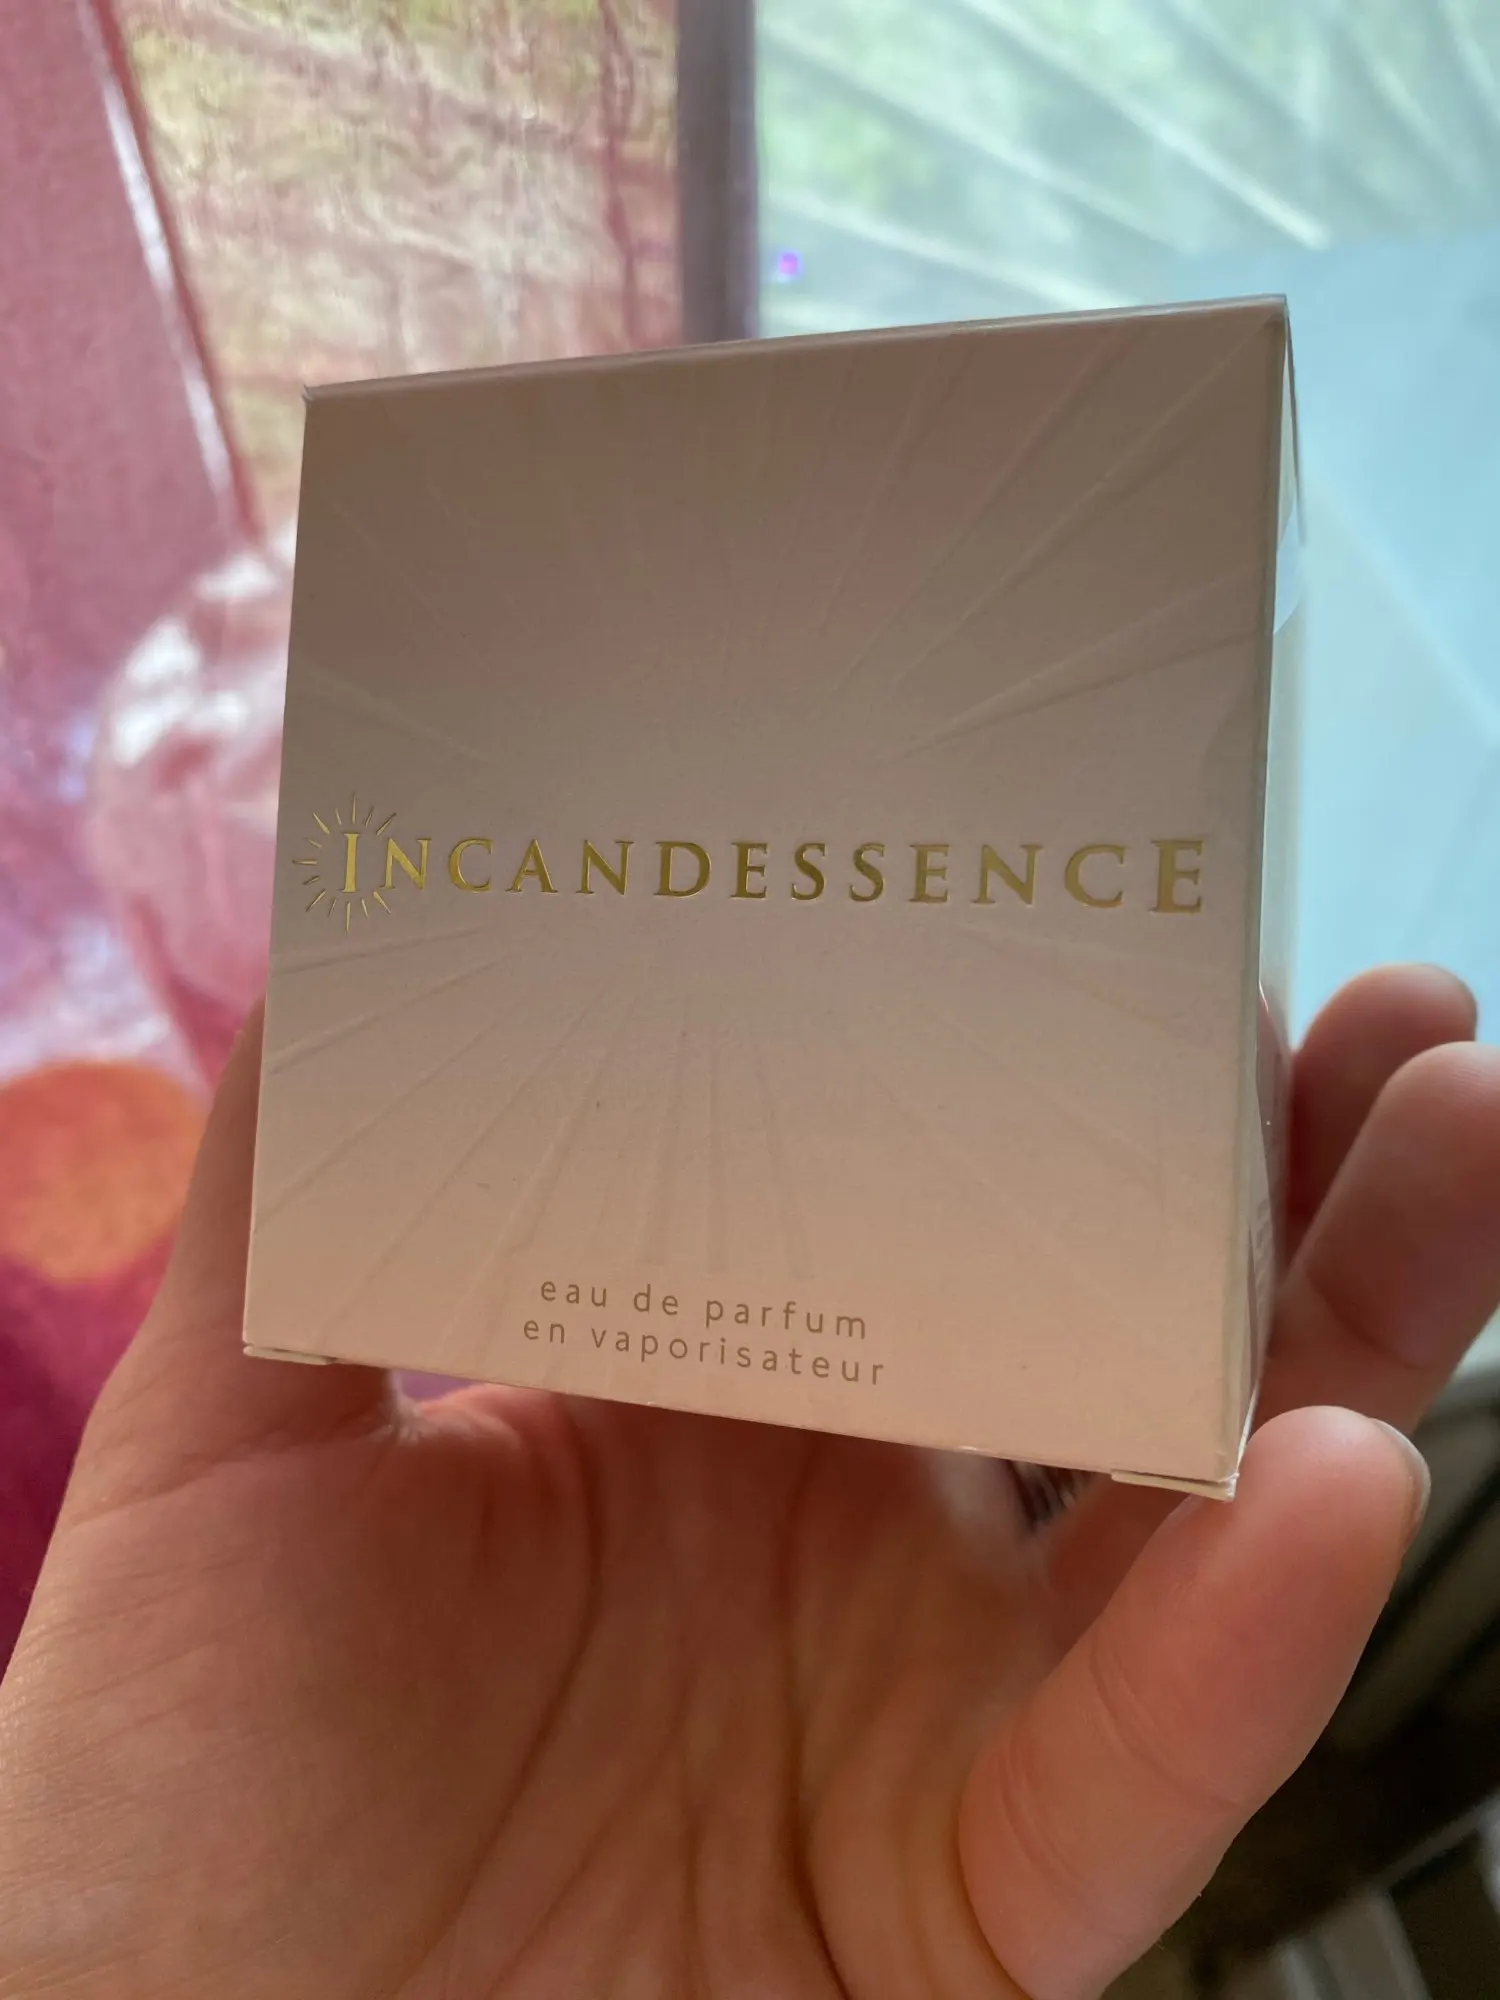 INCANDESSENCE
eau de parfum
en vaporisateur